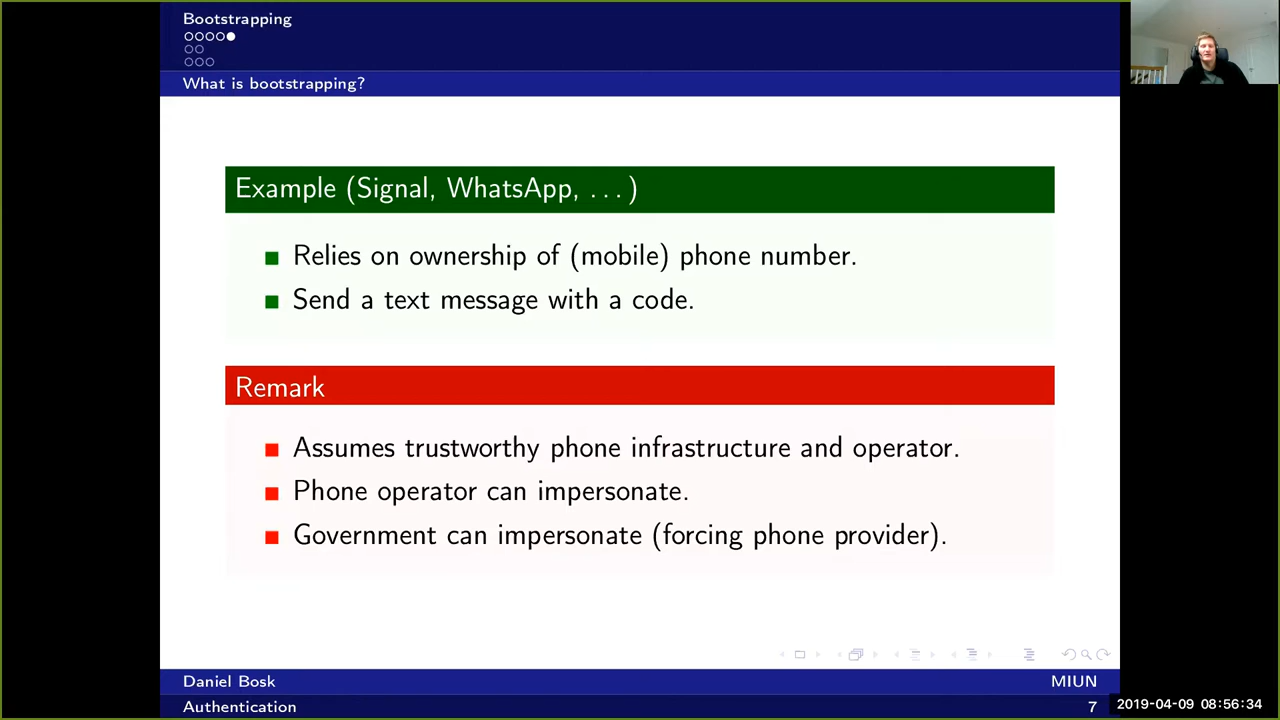 Bootstrapping
What is bootstrapping?
Example (Signal, WhatsApp, . . . )
Relies on ownership of (mobile) phone number.
Send a text message with a code.
Remark
Assumes trustworthy phone infrastructure and operator.
Phone operator can impersonate.
Government can impersonate (forcing phone provider).
Daniel Bosk
MIUN
Authentication
7
2019-04-09 08:56:34